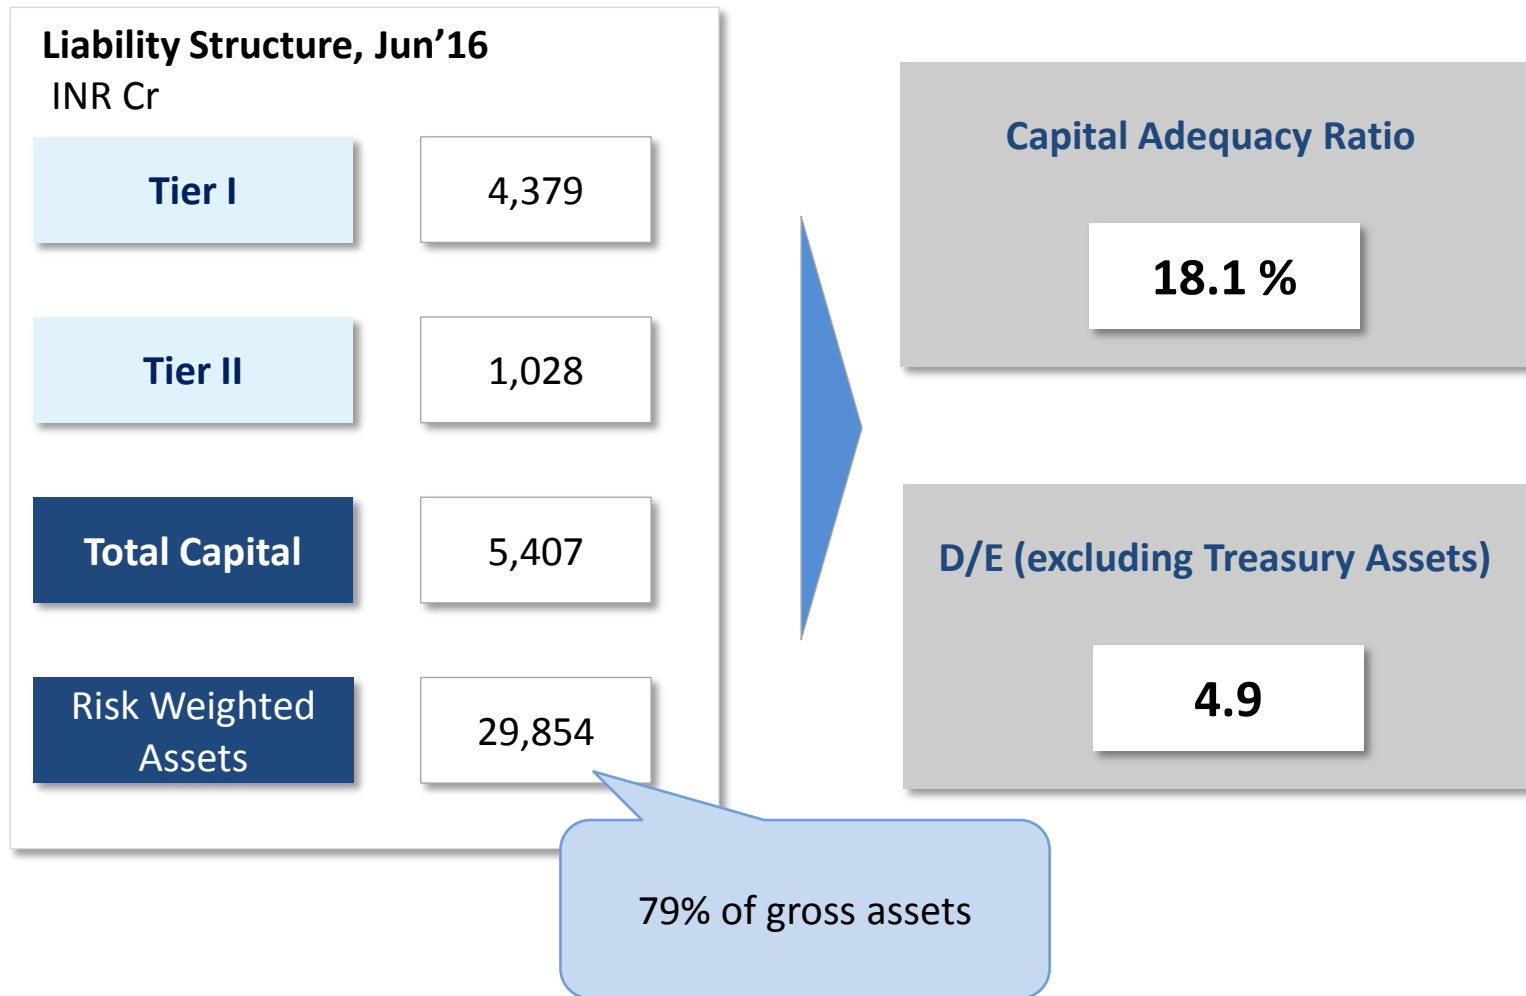 Liability Structure, Jun’16
INR Cr
Tier I
4,379
Tier II
1,028
Total Capital
5,407
Risk Weighted
Assets
29,854
79% of gross assets
Capital Adequacy Ratio
18.1 %
D/E (excluding Treasury Assets)
4.9